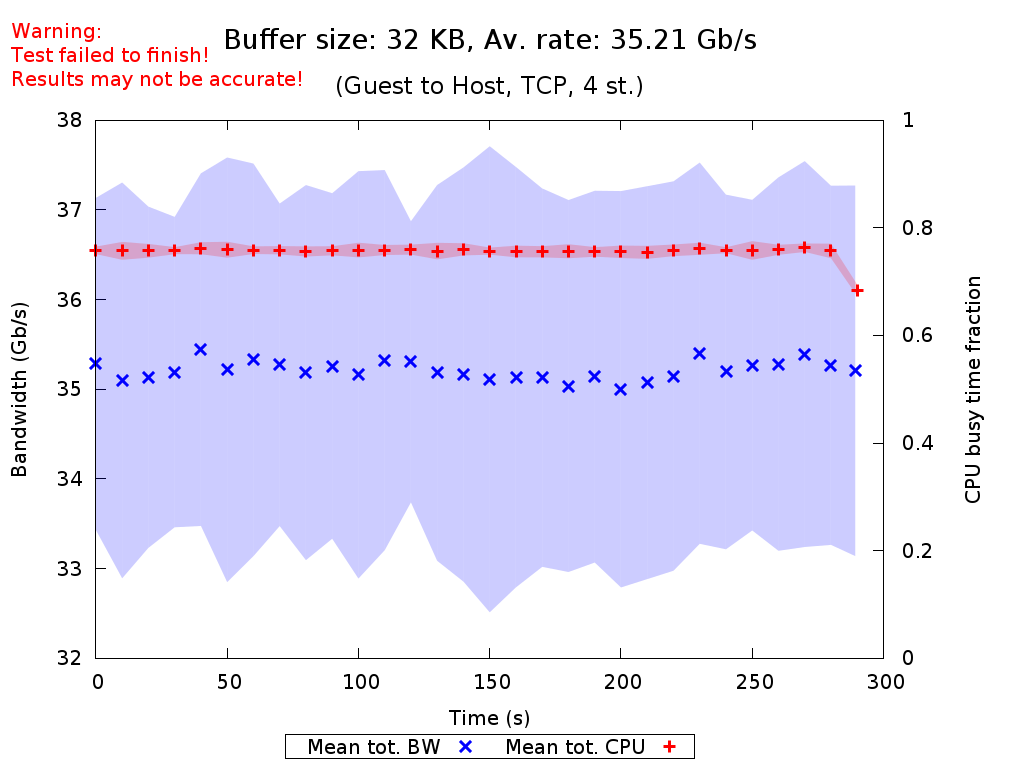 Warning:
Test failed to finish!
Results may not be accurate!
Buffer size: 32 KB, Av. rate: 35.21 Gb/s
(Guest to Host, TCP, 4 st.)
38
37
36
35
34
33
32
Bandwidth (Gb/s)
1
0.8
0.6
0.4
0.2
0
CPU busy time fraction
0 50 100 150 200 250 300
Time (s)
Mean tot. BW Mean tot. CPU